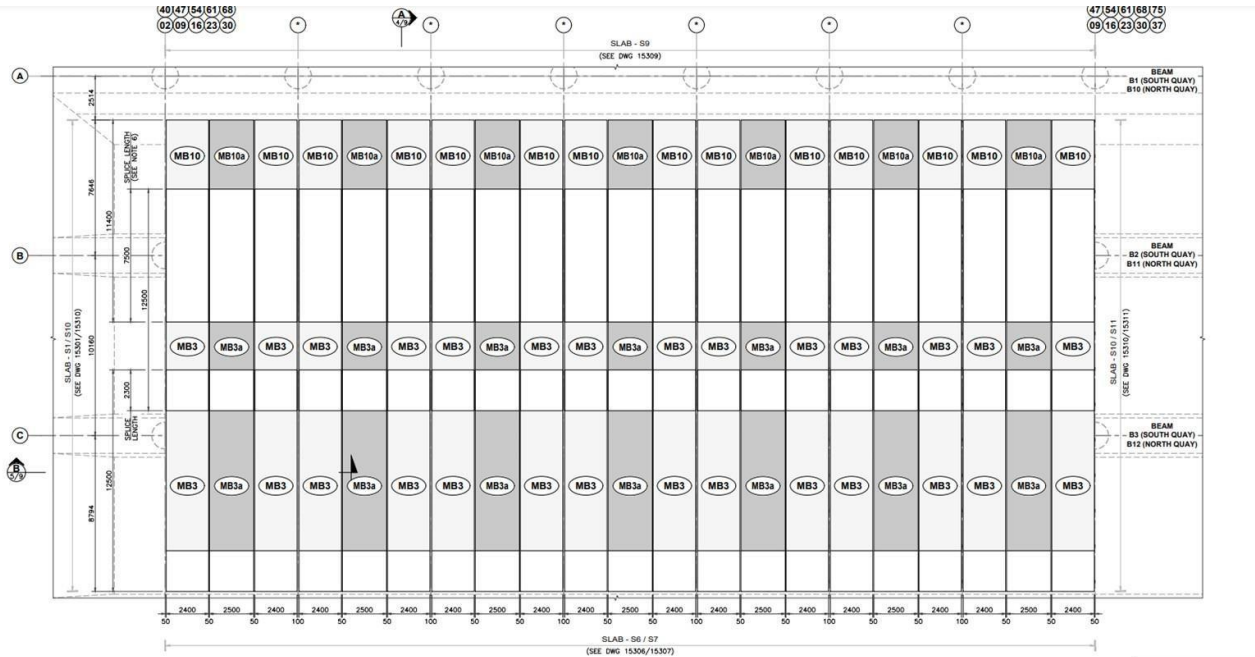 40 47 54 61 68
02 09 16 23 30
* * * * * *
A
4/9
47 54 61 68 75
09 16 23 30 37
SLAB - S9
(SEE DWG 15309)
A
BEAM
B1 (SOUTH QUAY)
B10 (NORTH QUAY)
2514
SPLICE LENGTH
(SEE NOTE 6)
7646
11400
MB10 MB10a MB10 MB10 MB10a MB10 MB10 MB10a MB10 MB10 MB10a MB10 MB10 MB10a MB10 MB10 MB10a MB10 MB10 MB10a MB10
B
7500
12500
BEAM
B2 (SOUTH QUAY)
B11 (NORTH QUAY)
SLAB - S1 / S10
(SEE DWG 15301/15310)
10160
MB3 MB3a MB3 MB3 MB3a MB3 MB3 MB3a MB3 MB3 MB3a MB3 MB3 MB3a MB3 MB3 MB3a MB3 MB3 MB3a MB3
SLAB - S10 / S11
(SEE DWG 15310/15311)
2300
SPLICE
LENGTH
C
BEAM
B3 (SOUTH QUAY)
B12 (NORTH QUAY)
B
5/9
12500
8794
MB3 MB3a MB3 MB3 MB3a MB3 MB3 MB3a MB3 MB3 MB3a MB3 MB3 MB3a MB3 MB3 MB3a MB3 MB3 MB3a MB3
2400 2500 2400 2400 2500 2400 2400 2500 2400 2400 2500 2400 2400 2500 2400 2400 2500 2400 2400 2500 2400
50 50 50 100 50 50 100 50 50 100 50 50 100 50 50 100 50 50 100 50 50 50
SLAB - S6 / S7
(SEE DWG 15306/15307)